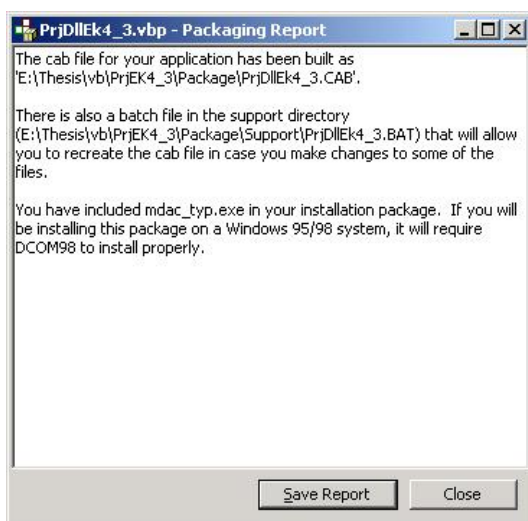 PrjDllEk4_3.vbp - Packaging Report
The cab file for your application has been built as
'E:\Thesis\vb\PrjEK4_3\Package\PrjDllEk4_3.CAB'.
There is also a batch file in the support directory
(E:\Thesis\vb\PrjEK4_3\Package\Support\PrjDllEk4_3.BAT) that will allow
you to recreate the cab file in case you make changes to some of the
files.
You have included mdac_typ.exe in your installation package.  If you will
be installing this package on a Windows 95/98 system, it will require
DCOM98 to install properly.
Save Report
Close